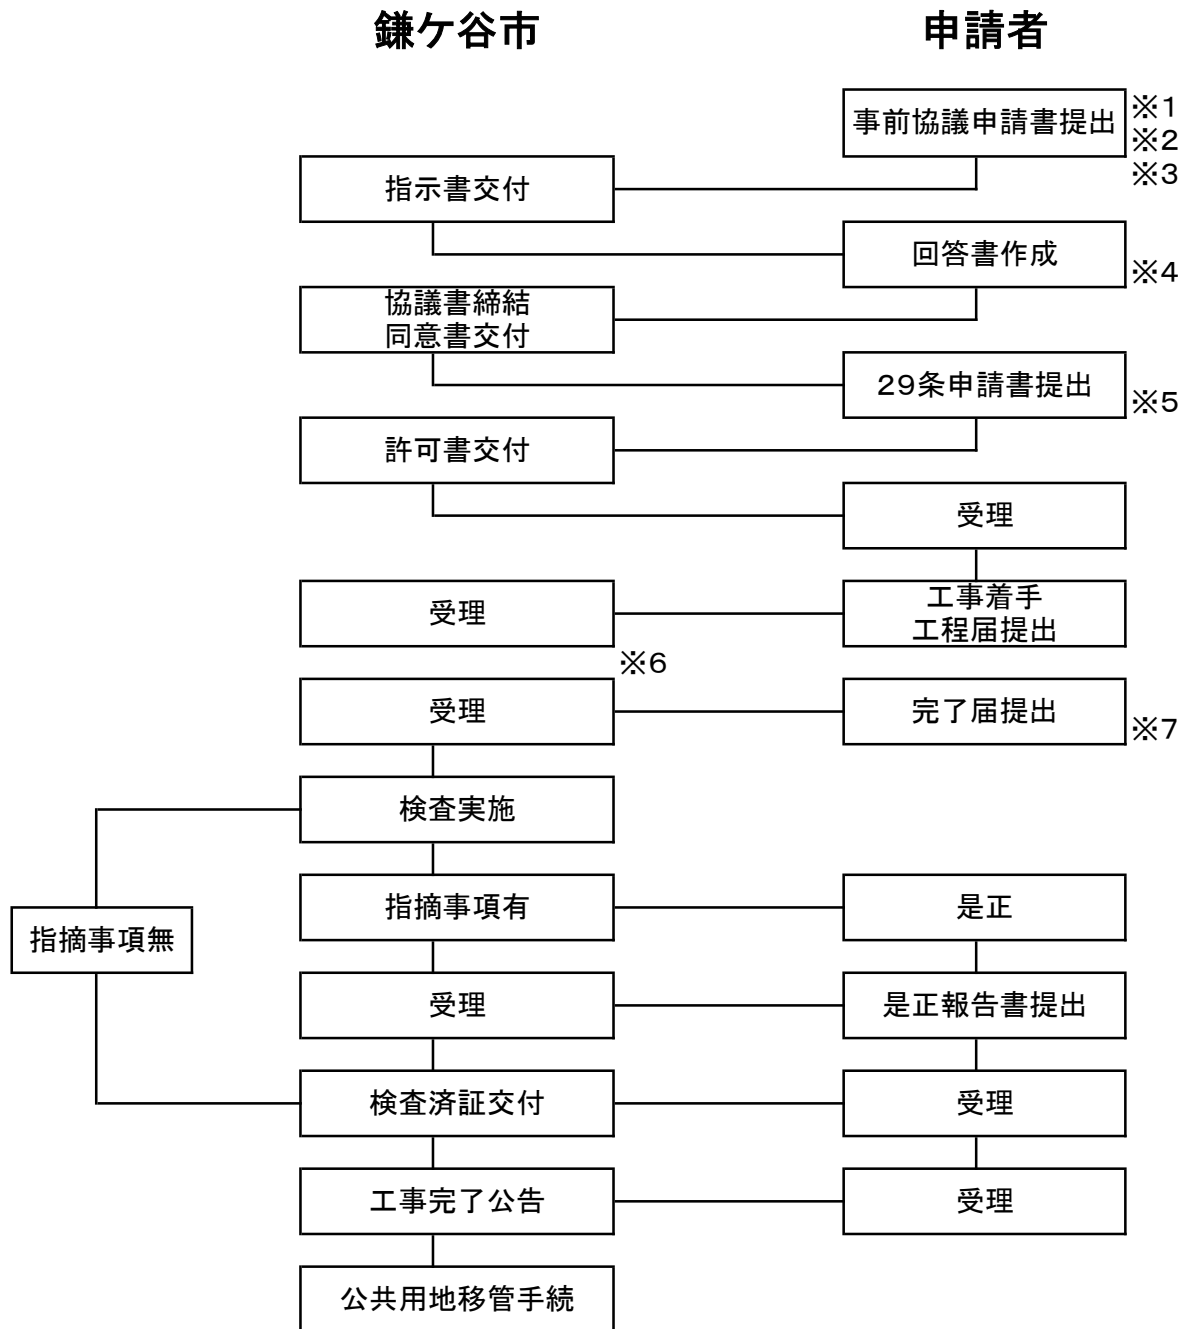 鎌ケ谷市
申請者
事前協議申請書提出
※1
※2
※3
指示書交付
回答書作成
※4
協議書締結
同意書交付
29条申請書提出
※5
許可書交付
受理
受理
工事着手
工程届提出
※6
受理
完了届提出
※7
検査実施
指摘事項有
是正
指摘事項無
受理
是正報告書提出
検査済証交付
受理
工事完了公告
受理
公共用地移管手続